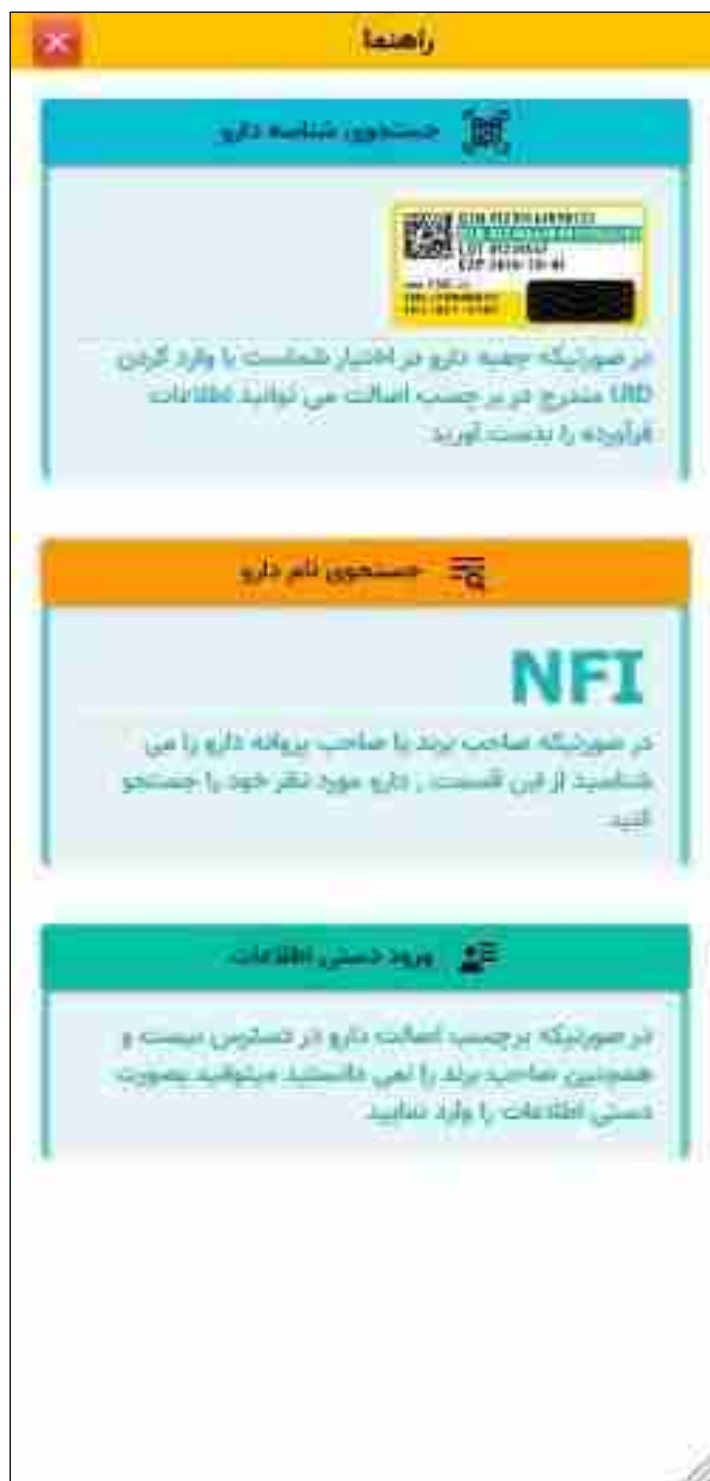 راهنما
جستجوی شناسه دارو
در صورتیکه جعبه دارو در اختیار شماست با وارد کردن
UID مندرج در بر چسب اصالت می توانید اطلاعات
فرآورده را بدست آورید
جستجوی نام دارو
NFI
در صورتیکه صاحب برند یا صاحب پروانه دارو را می
شناسید از این قسمت , دارو مورد نظر خود را جستجو
کنید
ورود دستی اطلاعات
در صورتیکه برچسب اصالت دارو در دسترس نیست و
همچنین صاحب برند را نمی دانستید میتوانید بصورت
دستی اطلاعات را وارد نمایید